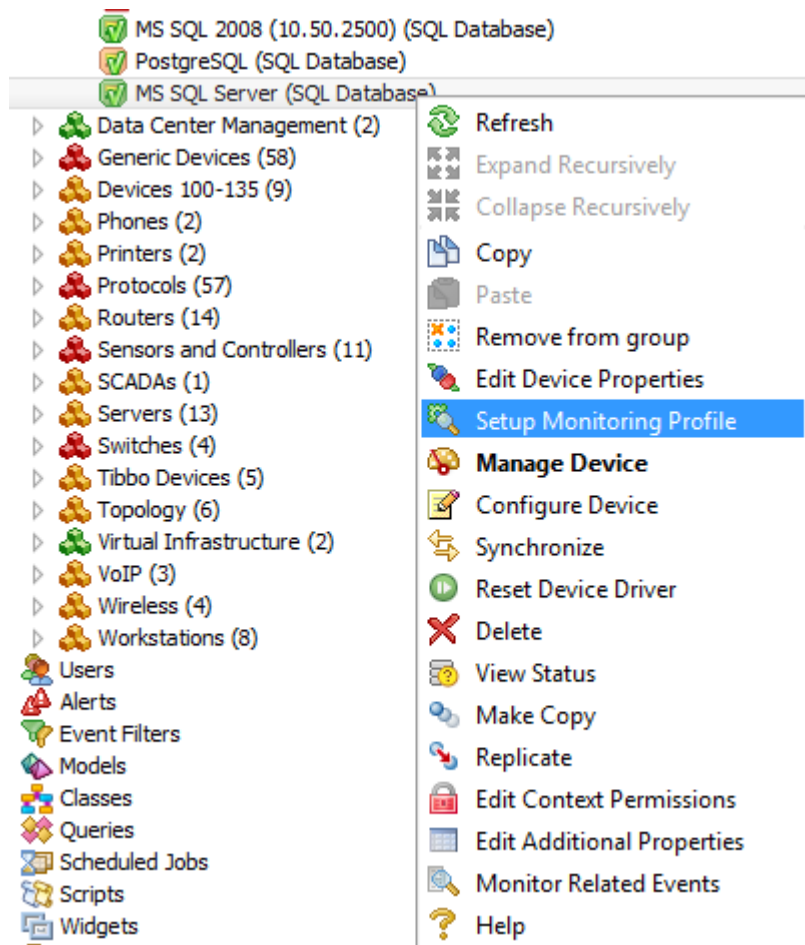 MS SQL 2008 (10.50.2500) (SQL Database)
PostgreSQL (SQL Database)
MS SQL Server (SQL Database)
Data Center Management (2)
Generic Devices (58)
Devices 100-135 (9)
Phones (2)
Printers (2)
Protocols (57)
Routers (14)
Sensors and Controllers (11)
SCADAs (1)
Servers (13)
Switches (4)
Tibbo Devices (5)
Topology (6)
Virtual Infrastructure (2)
VoIP (3)
Wireless (4)
Workstations (8)
Users
Alerts
Event Filters
Models
Classes
Queries
Scheduled Jobs
Scripts
Widgets
Refresh
Expand Recursively
Collapse Recursively
Copy
Paste
Remove from group
Edit Device Properties
Setup Monitoring Profile
Manage Device
Configure Device
Synchronize
Reset Device Driver
Delete
View Status
Make Copy
Replicate
Edit Context Permissions
Edit Additional Properties
Monitor Related Events
Help